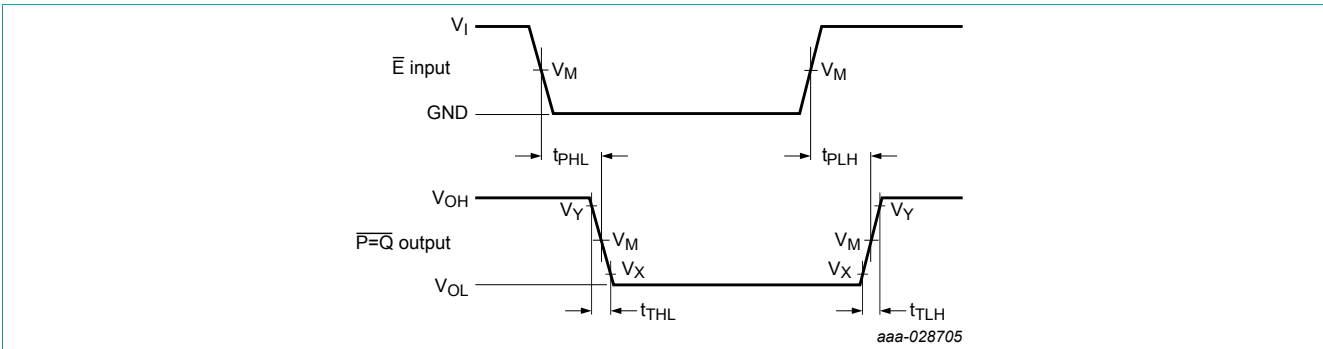 V_I
E̅ input
V_M
V_M
GND
t_PHL
t_PLH
V_OH
V_Y
V_Y
P̅=̅Q̅ output
V_M
V_M
V_X
V_X
V_OL
t_THL
t_TLH
aaa-028705